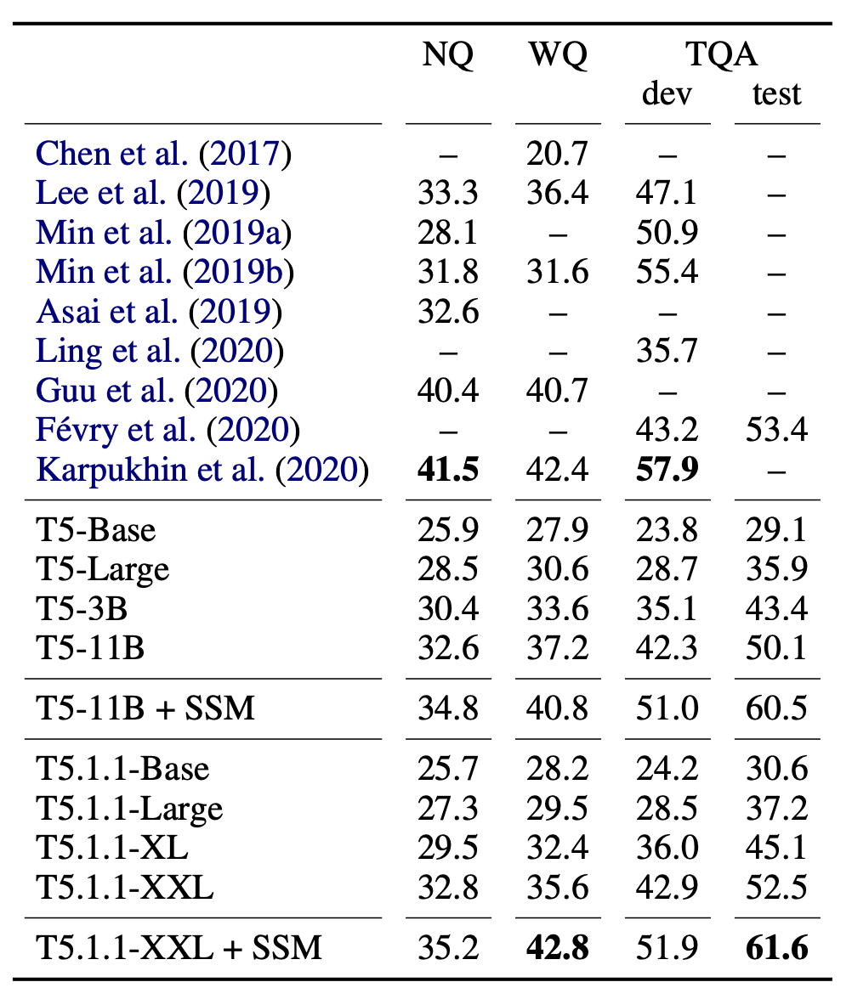 NQ WQ TQA
dev test
Chen et al. (2017) – 20.7 – –
Lee et al. (2019) 33.3 36.4 47.1 –
Min et al. (2019a) 28.1 – 50.9 –
Min et al. (2019b) 31.8 31.6 55.4 –
Asai et al. (2019) 32.6 – – –
Ling et al. (2020) – – 35.7 –
Guu et al. (2020) 40.4 40.7 – –
Févry et al. (2020) – – 43.2 53.4
Karpukhin et al. (2020) 41.5 42.4 57.9 –
T5-Base 25.9 27.9 23.8 29.1
T5-Large 28.5 30.6 28.7 35.9
T5-3B 30.4 33.6 35.1 43.4
T5-11B 32.6 37.2 42.3 50.1
T5-11B + SSM 34.8 40.8 51.0 60.5
T5.1.1-Base 25.7 28.2 24.2 30.6
T5.1.1-Large 27.3 29.5 28.5 37.2
T5.1.1-XL 29.5 32.4 36.0 45.1
T5.1.1-XXL 32.8 35.6 42.9 52.5
T5.1.1-XXL + SSM 35.2 42.8 51.9 61.6